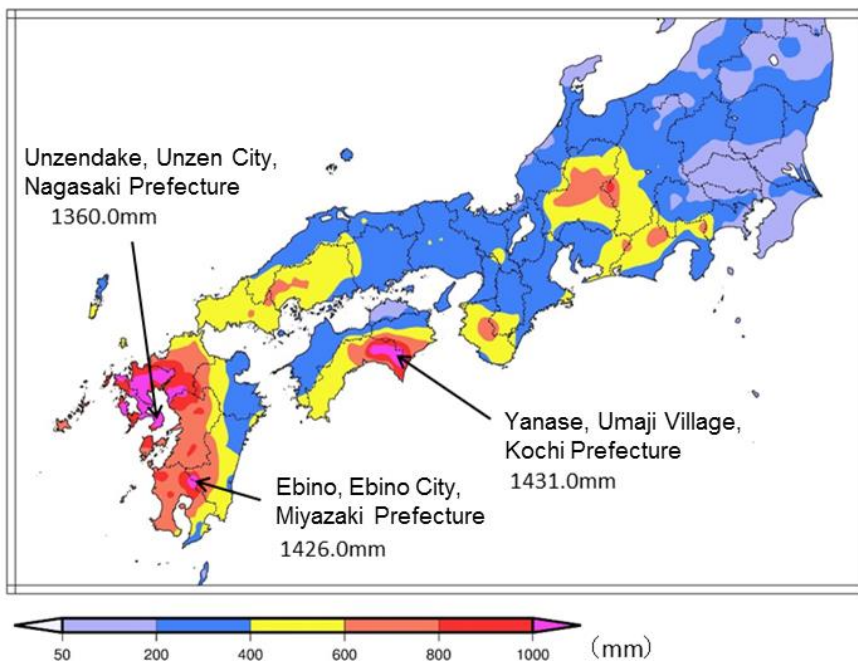 Unzendake, Unzen City,
Nagasaki Prefecture
1360.0mm
Yanase, Umaji Village,
Kochi Prefecture
1431.0mm
Ebino, Ebino City,
Miyazaki Prefecture
1426.0mm
50 200 400 600 800 1000 (mm)